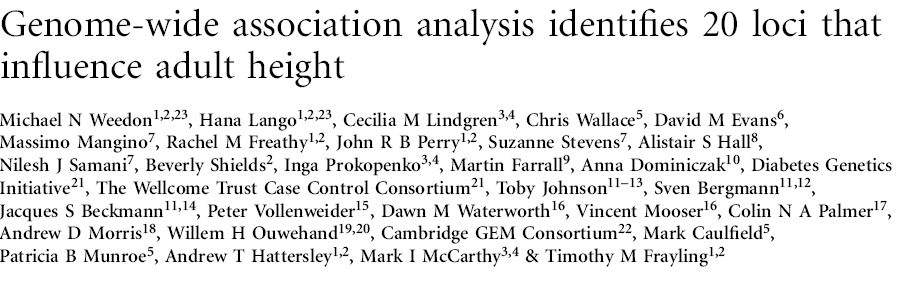 Genome-wide association analysis identifies 20 loci that
influence adult height
Michael N Weedon1,2,23, Hana Lango1,2,23, Cecilia M Lindgren3,4, Chris Wallace5, David M Evans6,
Massimo Mangino7, Rachel M Freathy1,2, John R B Perry1,2, Suzanne Stevens7, Alistair S Hall8,
Nilesh J Samani7, Beverly Shields2, Inga Prokopenko3,4, Martin Farrall9, Anna Dominiczak10, Diabetes Genetics
Initiative21, The Wellcome Trust Case Control Consortium21, Toby Johnson11–13, Sven Bergmann11,12,
Jacques S Beckmann11,14, Peter Vollenweider15, Dawn M Waterworth16, Vincent Mooser16, Colin N A Palmer17,
Andrew D Morris18, Willem H Ouwehand19,20, Cambridge GEM Consortium22, Mark Caulfield5,
Patricia B Munroe5, Andrew T Hattersley1,2, Mark I McCarthy3,4 & Timothy M Frayling1,2